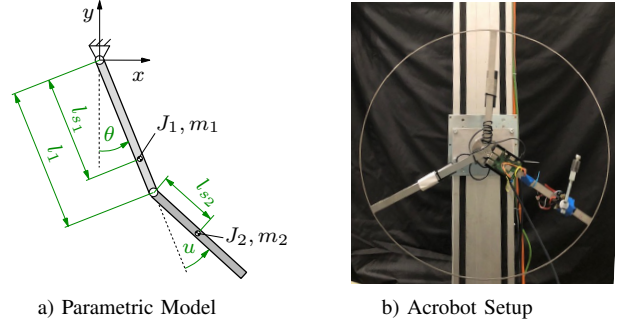 y
x
l_{s1}
l_1
θ
J_1, m_1
l_{s2}
J_2, m_2
u
a) Parametric Model
b) Acrobot Setup